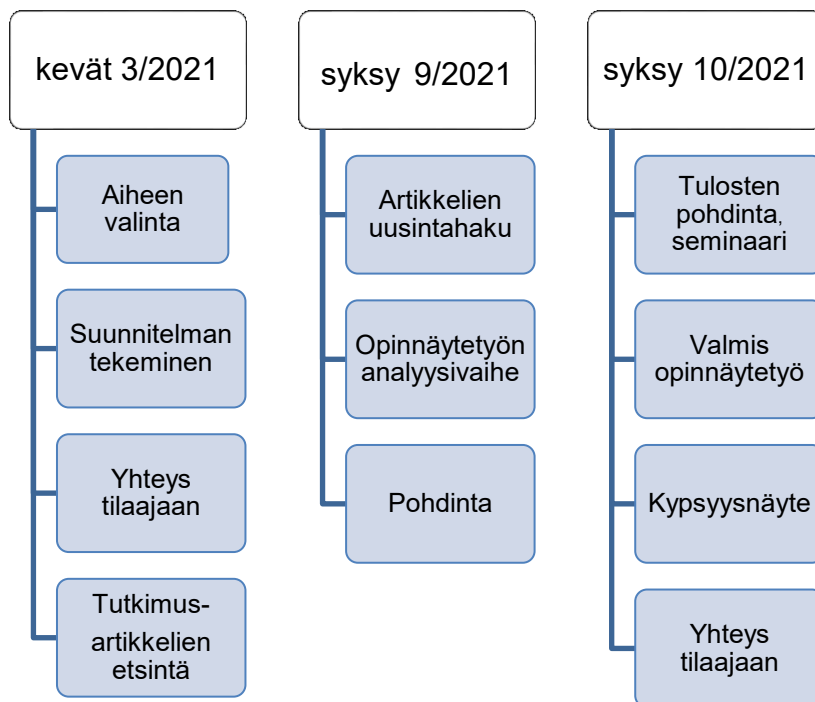 kevät 3/2021
Aiheen
valinta
Suunnitelman
tekeminen
Yhteys
tilaajaan
Tutkimus-
artikkelien
etsintä
syksy 9/2021
Artikkelien
uusintahaku
Opinnäytetyön
analyysivaihe
Pohdinta
syksy 10/2021
Tulosten
pohdinta,
seminaari
Valmis
opinnäytetyö
Kypsyysnäyte
Yhteys
tilaajaan